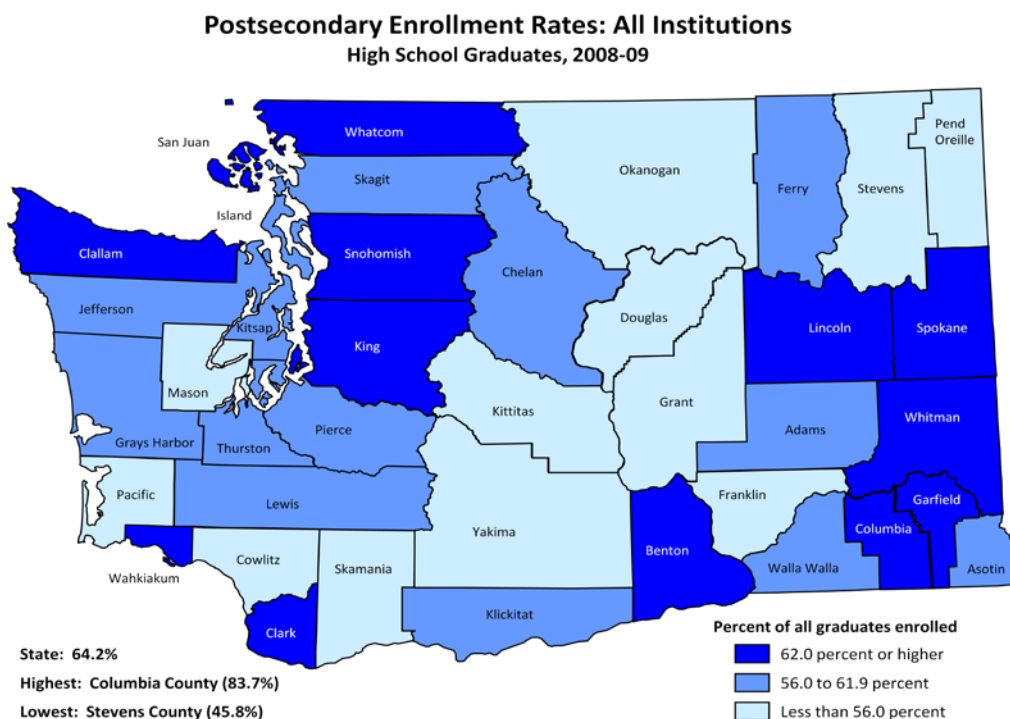 Postsecondary Enrollment Rates: All Institutions
High School Graduates, 2008-09
San Juan
Whatcom
Okanogan
Pend
Oreille
Skagit
Ferry
Stevens
Island
Clallam
Snohomish
Chelan
Jefferson
Kitsap
Douglas
Lincoln
Spokane
King
Mason
Kittitas
Grant
Whitman
Grays Harbor
Thurston
Pierce
Adams
Pacific
Lewis
Franklin
Garfield
Yakima
Columbia
Benton
Wahkiakum
Cowlitz
Skamania
Walla Walla
Asotin
Klickitat
Clark
State: 64.2%
Highest: Columbia County (83.7%)
Lowest: Stevens County (45.8%)
Percent of all graduates enrolled
62.0 percent or higher
56.0 to 61.9 percent
Less than 56.0 percent